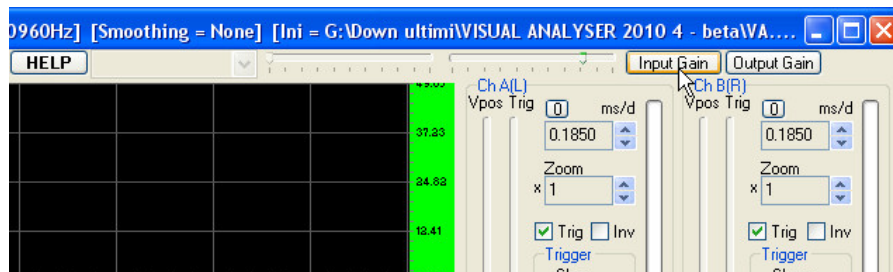 0960Hz] [Smoothing = None] [Ini = G:\Down ultimi\VISUAL ANALYSER 2010 4 - beta\VA....
HELP Input Gain Output Gain
Ch A(L) Ch B(R)
Vpos Trig 0 ms/d Vpos Trig 0 ms/d
37.23 0.1850 0.1850
Zoom Zoom
24.82 x 1 x 1
12.41 Trig Inv Trig Inv
Trigger Trigger